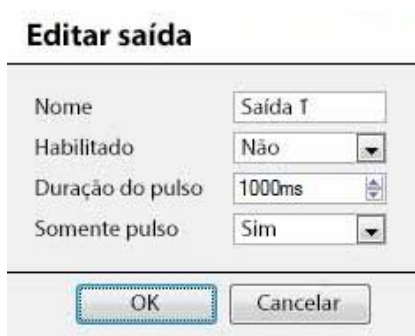 Editar saída
Nome Saída 1
Habilitado Não
Duração do pulso 1000ms
Somente pulso Sim
OK Cancelar